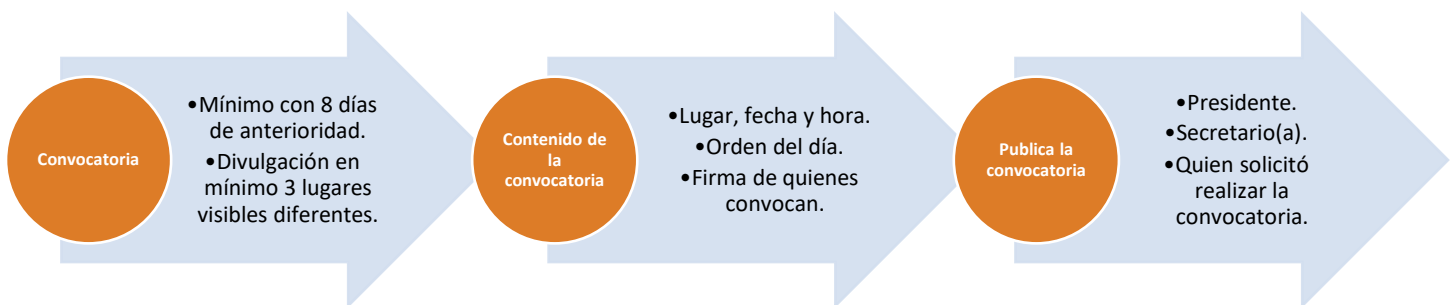 Convocatoria
•Mínimo con 8 días
de anterioridad.
•Divulgación en
mínimo 3 lugares
visibles diferentes.
Contenido de
la
convocatoria
•Lugar, fecha y hora.
•Orden del día.
•Firma de quienes
convocan.
Publica la
convocatoria
•Presidente.
•Secretario(a).
•Quien solicitó
realizar la
convocatoria.